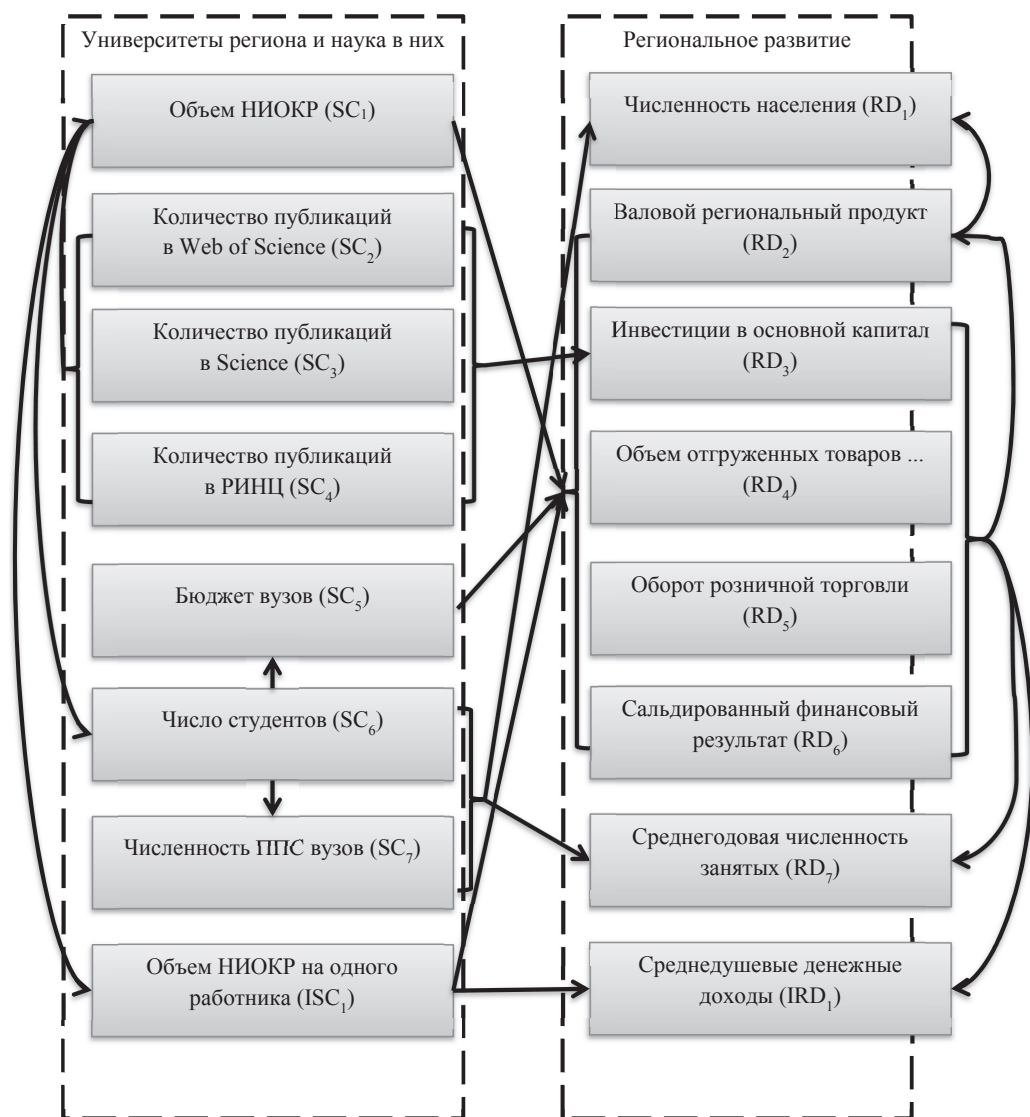 Университеты региона и наука в них
Объем НИОКР (SC₁)
Количество публикаций
в Web of Science (SC₂)
Количество публикаций
в Science (SC₃)
Количество публикаций
в РИНЦ (SC₄)
Бюджет вузов (SC₅)
Число студентов (SC₆)
Численность ППС вузов (SC₇)
Объем НИОКР на одного
работника (ISC₁)
Региональное развитие
Численность населения (RD₁)
Валовой региональный продукт
(RD₂)
Инвестиции в основной капитал
(RD₃)
Объем отгруженных товаров ...
(RD₄)
Оборот розничной торговли
(RD₅)
Сальдированный финансовый
результат (RD₆)
Среднегодовая численность
занятых (RD₇)
Среднедушевые денежные
доходы (IRD₁)